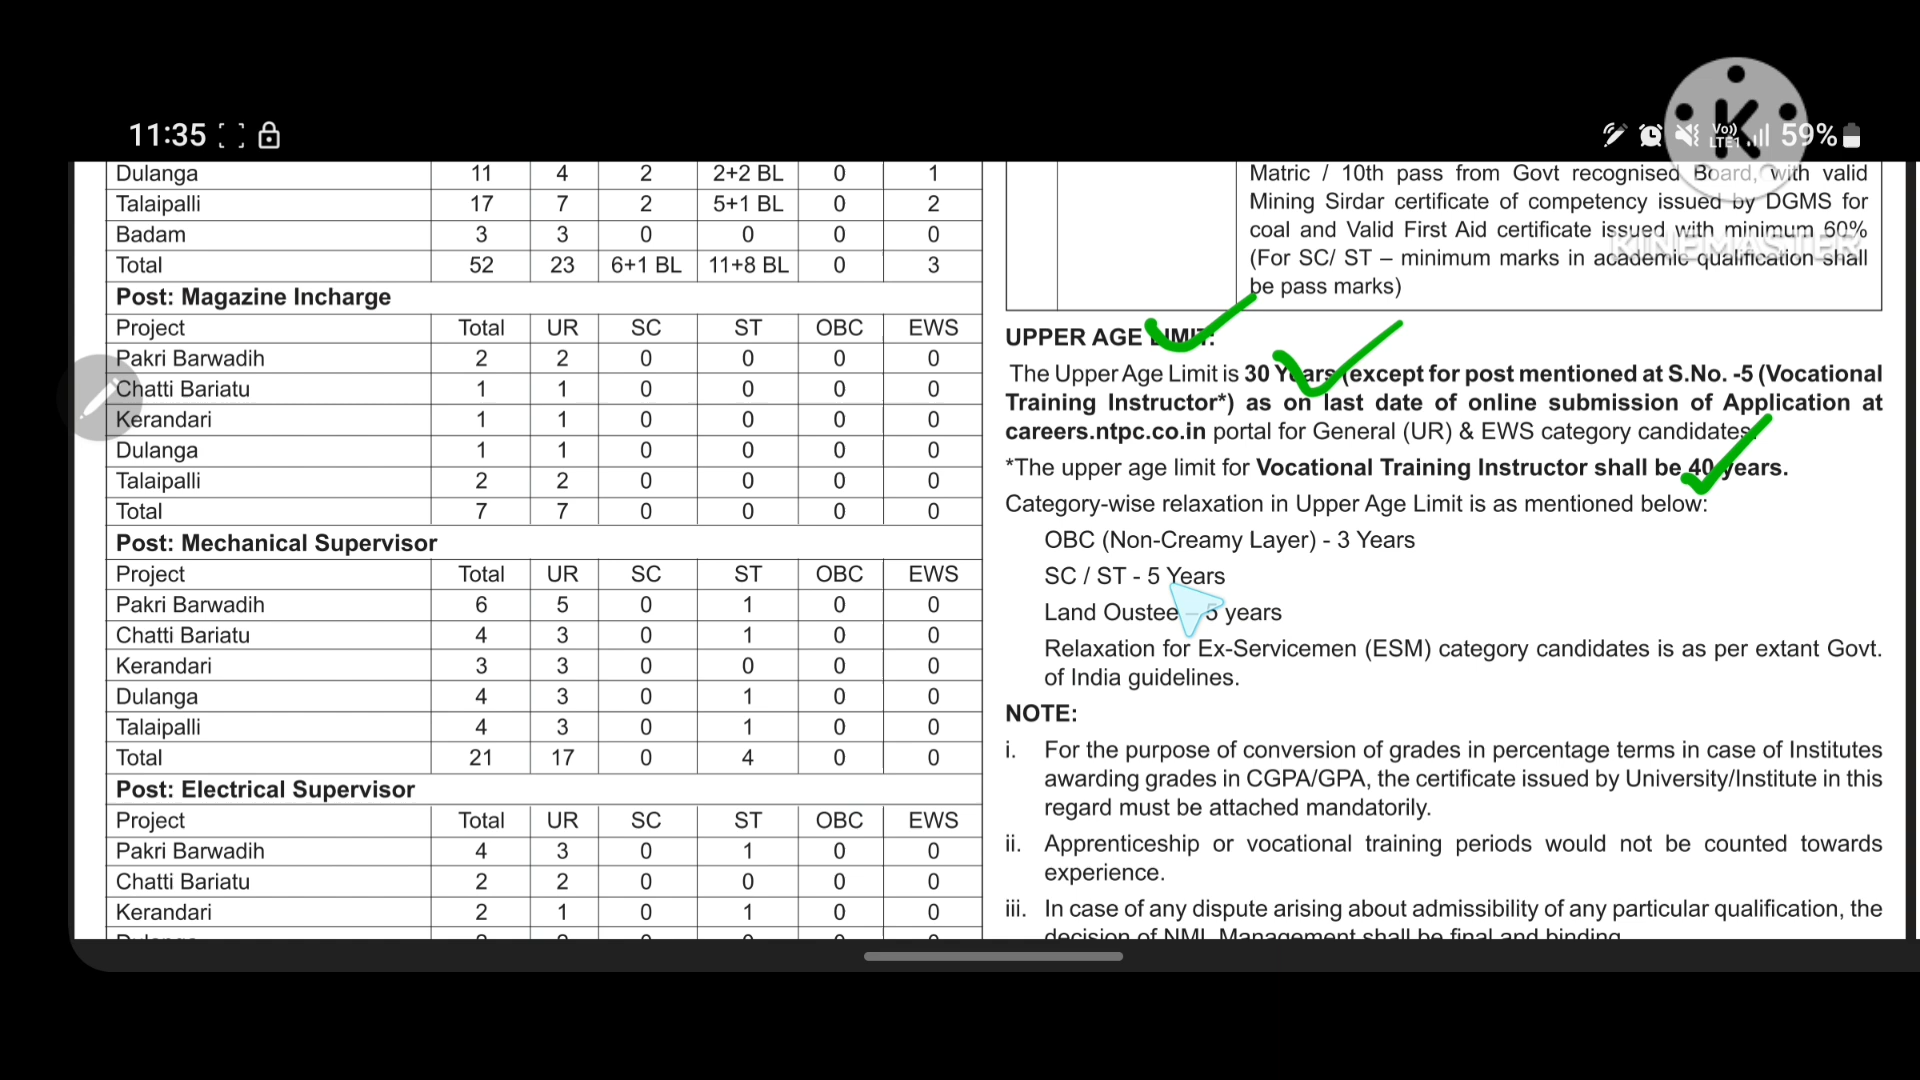 11:35
Vo)) LTE1 59%
K
KINEMASTER
Dulanga 11 4 2 2+2 BL 0 1
Talaipalli 17 7 2 5+1 BL 0 2
Badam 3 3 0 0 0 0
Total 52 23 6+1 BL 11+8 BL 0 3
Post: Magazine Incharge
Project Total UR SC ST OBC EWS
Pakri Barwadih 2 2 0 0 0 0
Chatti Bariatu 1 1 0 0 0 0
Kerandari 1 1 0 0 0 0
Dulanga 1 1 0 0 0 0
Talaipalli 2 2 0 0 0 0
Total 7 7 0 0 0 0
Post: Mechanical Supervisor
Project Total UR SC ST OBC EWS
Pakri Barwadih 6 5 0 1 0 0
Chatti Bariatu 4 3 0 1 0 0
Kerandari 3 3 0 0 0 0
Dulanga 4 3 0 1 0 0
Talaipalli 4 3 0 1 0 0
Total 21 17 0 4 0 0
Post: Electrical Supervisor
Project Total UR SC ST OBC EWS
Pakri Barwadih 4 3 0 1 0 0
Chatti Bariatu 2 2 0 0 0 0
Kerandari 2 1 0 1 0 0
Matric / 10th pass from Govt recognised Board, with valid
Mining Sirdar certificate of competency issued by DGMS for
coal and Valid First Aid certificate issued with minimum 60%
(For SC/ ST – minimum marks in academic qualification shall
be pass marks)
UPPER AGE LIMIT:
The Upper Age Limit is 30 Years (except for post mentioned at S.No. -5 (Vocational
Training Instructor*) as on last date of online submission of Application at
careers.ntpc.co.in portal for General (UR) & EWS category candidates.
*The upper age limit for Vocational Training Instructor shall be 40 years.
Category-wise relaxation in Upper Age Limit is as mentioned below:
OBC (Non-Creamy Layer) - 3 Years
SC / ST - 5 Years
Land Oustee – 5 years
Relaxation for Ex-Servicemen (ESM) category candidates is as per extant Govt.
of India guidelines.
NOTE:
i. For the purpose of conversion of grades in percentage terms in case of Institutes
awarding grades in CGPA/GPA, the certificate issued by University/Institute in this
regard must be attached mandatorily.
ii. Apprenticeship or vocational training periods would not be counted towards
experience.
iii. In case of any dispute arising about admissibility of any particular qualification, the
decision of NML Management shall be final and binding